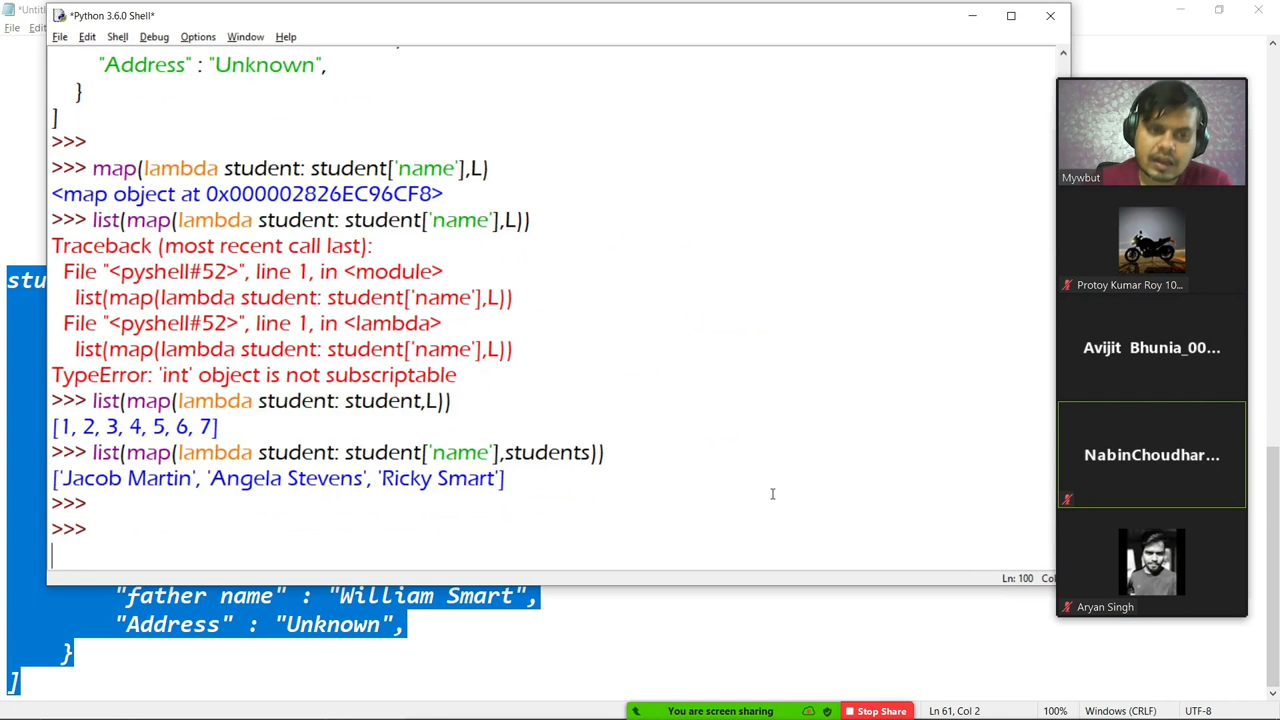 *Python 3.6.0 Shell*
File Edit Shell Debug Options Window Help
"Address" : "Unknown",
}
]
>>>
>>> map(lambda student: student['name'],L)
<map object at 0x000002826EC96CF8>
>>> list(map(lambda student: student['name'],L))
Traceback (most recent call last):
File "<pyshell#52>", line 1, in <module>
list(map(lambda student: student['name'],L))
File "<pyshell#52>", line 1, in <lambda>
list(map(lambda student: student['name'],L))
TypeError: 'int' object is not subscriptable
>>> list(map(lambda student: student,L))
[1, 2, 3, 4, 5, 6, 7]
>>> list(map(lambda student: student['name'],students))
['Jacob Martin', 'Angela Stevens', 'Ricky Smart']
>>>
>>>
Ln: 100 Co
*Untit
File Edi
stu
"father name" : "William Smart",
"Address" : "Unknown",
}
]
Mywbut
Protoy Kumar Roy 10...
Avijit Bhunia_00...
NabinChoudhar...
Aryan Singh
You are screen sharing Stop Share
Ln 61, Col 2 100% Windows (CRLF) UTF-8